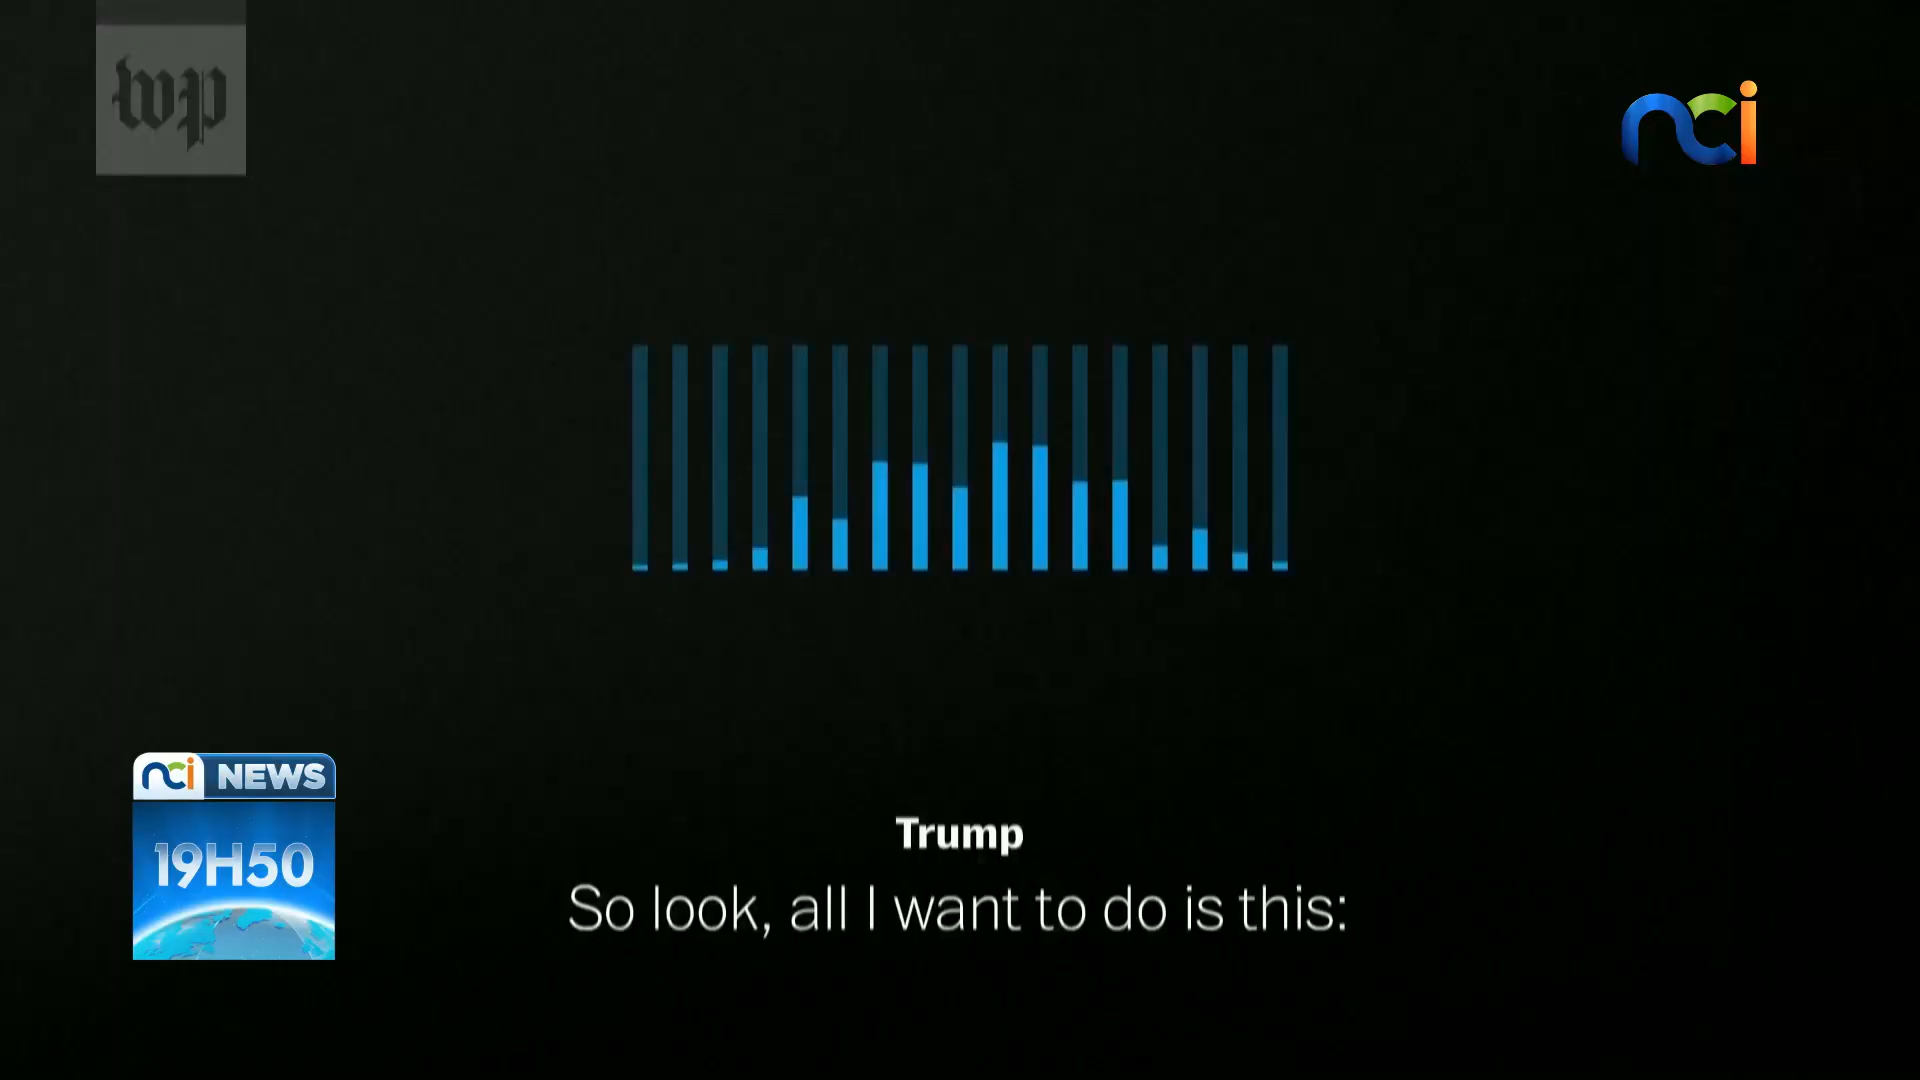 wp
nci
nci NEWS
19H50
Trump
So look, all I want to do is this: